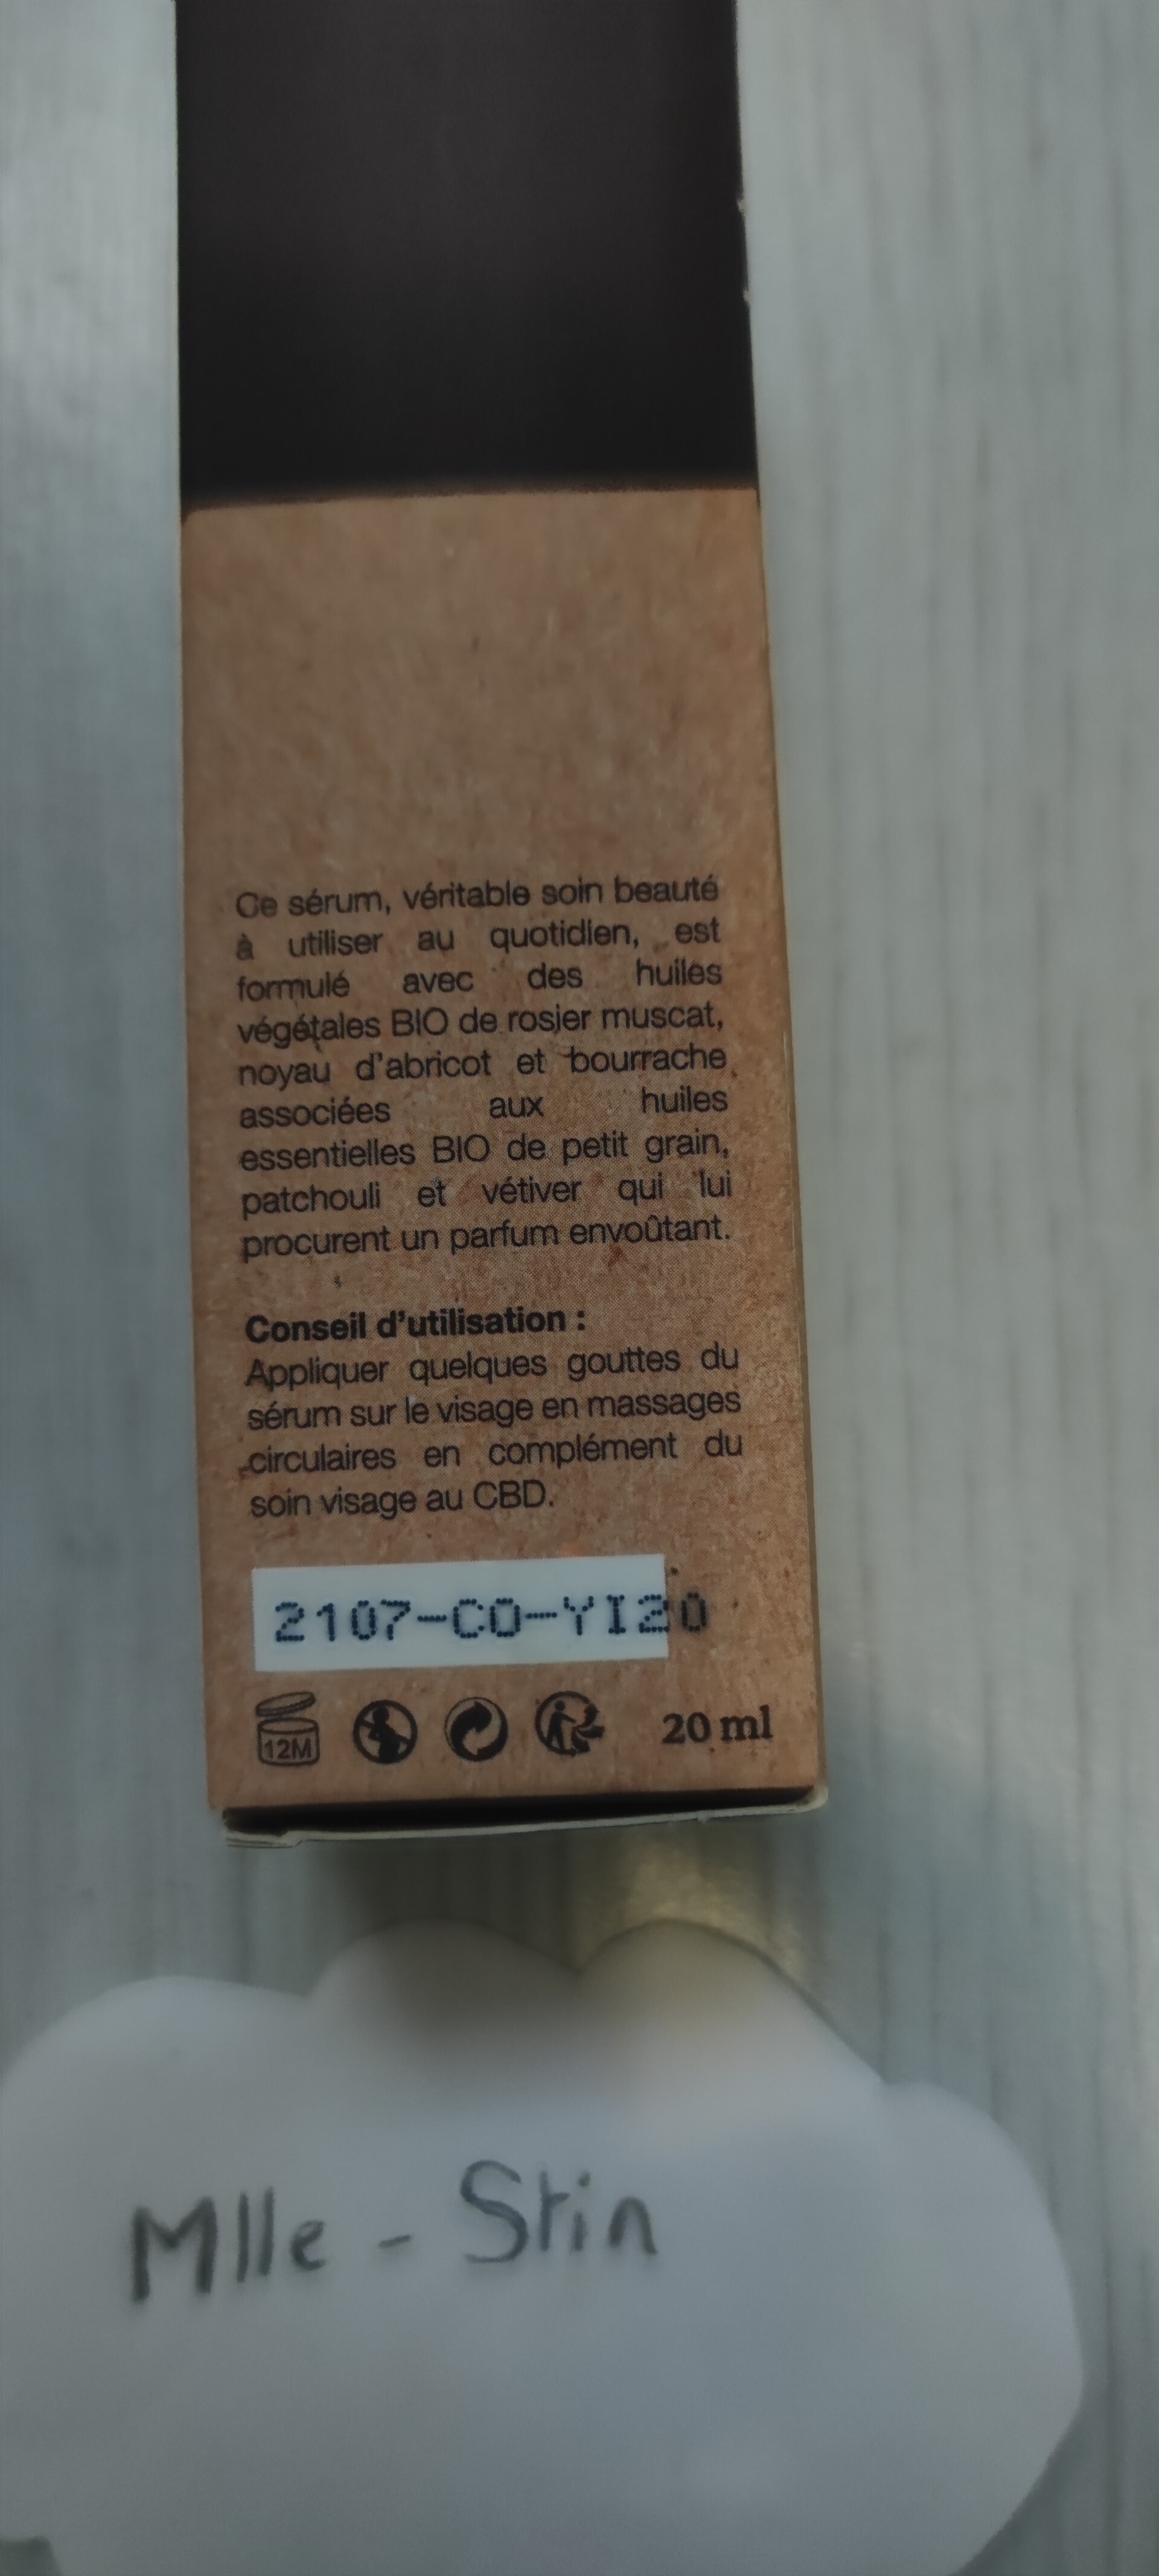 Ce sérum, véritable soin beauté
à utiliser au quotidien, est
formulé avec des huiles
végétales BIO de rosier muscat,
noyau d'abricot et bourrache
associées aux huiles
essentielles BIO de petit grain,
patchouli et vétiver qui lui
procurent un parfum envoûtant.
Conseil d'utilisation :
Appliquer quelques gouttes du
sérum sur le visage en massages
circulaires en complément du
soin visage au CBD.
2107-CO-YI20
12M
20 ml
Mlle - Stin